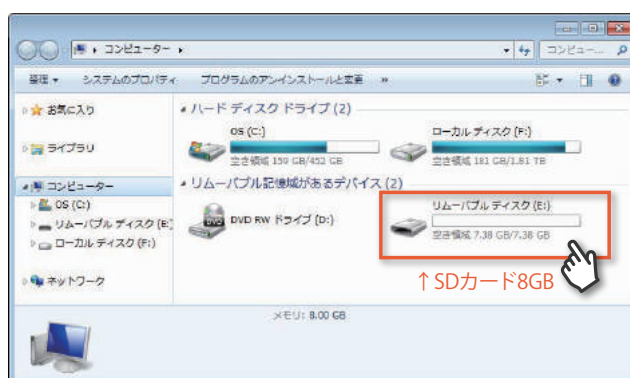 コンピューター
コンピュー...
整理
システムのプロパティ
プログラムのアンインストールと変更
»
お気に入り
ライブラリ
コンピューター
OS (C:)
リムーバブル ディスク (E:)
ローカル ディスク (F:)
ネットワーク
ハード ディスク ドライブ (2)
OS (C:)
空き領域 159 GB/452 GB
ローカル ディスク (F:)
空き領域 181 GB/1.81 TB
リムーバブル記憶域があるデバイス (2)
DVD RW ドライブ (D:)
リムーバブル ディスク (E:)
空き領域 7.38 GB/7.38 GB
↑SDカード8GB
メモリ: 8.00 GB